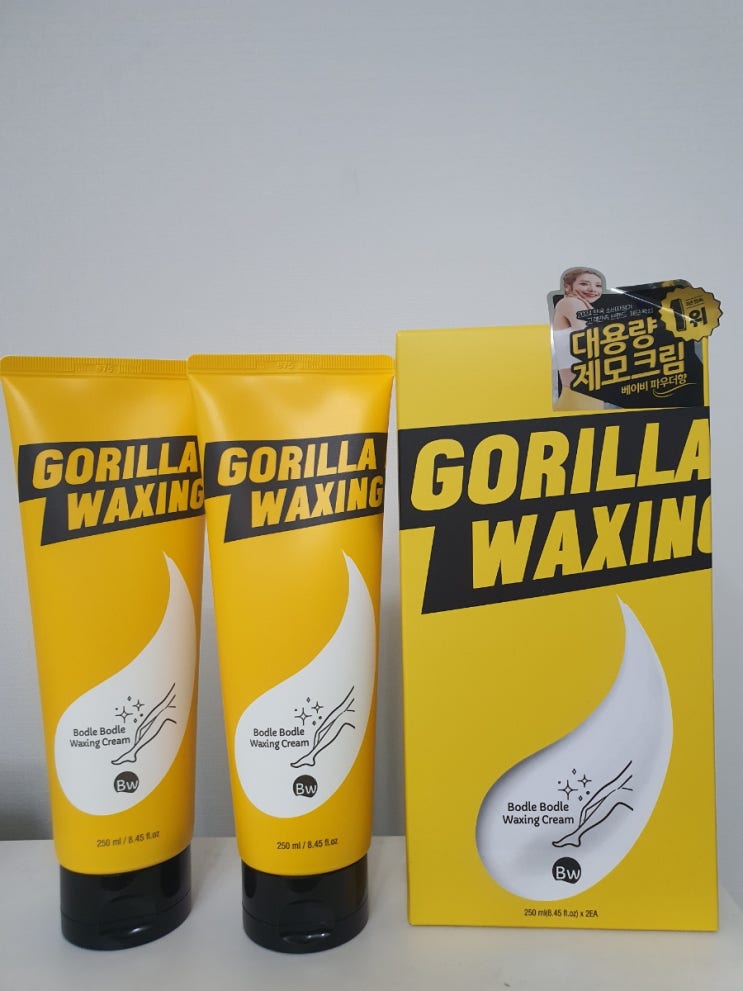 GORILLA
WAXING
Bodle Bodle
Waxing Cream
Bw
250 ml / 8.45 fl.oz
GORILLA
WAXING
Bodle Bodle
Waxing Cream
Bw
250 ml / 8.45 fl.oz
대용량
제모크림
베이비 파우더향
1위
GORILLA
WAXING
Bodle Bodle
Waxing Cream
Bw
250 ml(8.45 fl.oz) x 2EA